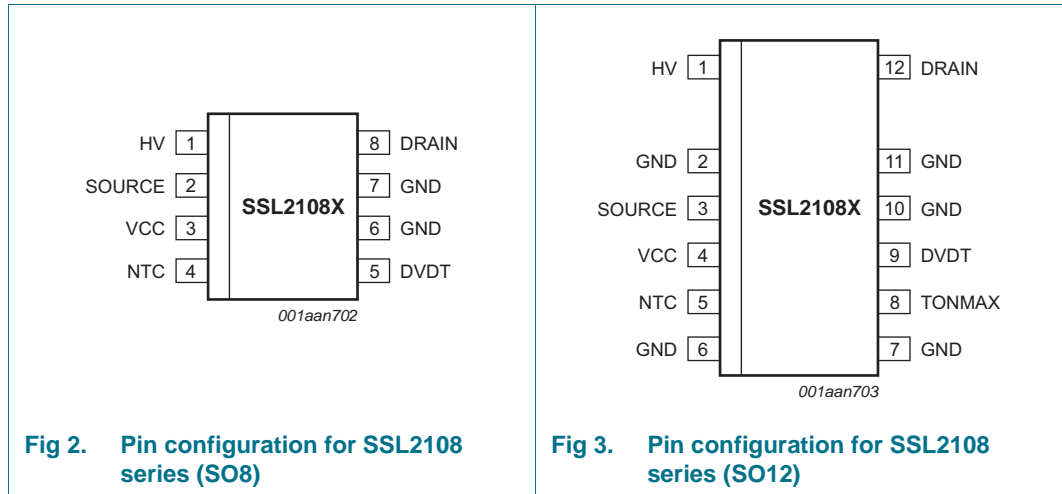 HV 1
SOURCE 2
VCC 3
NTC 4
SSL2108X
8 DRAIN
7 GND
6 GND
5 DVDT
001aan702
Fig 2. Pin configuration for SSL2108
series (SO8)
HV 1
GND 2
SOURCE 3
VCC 4
NTC 5
GND 6
SSL2108X
12 DRAIN
11 GND
10 GND
9 DVDT
8 TONMAX
7 GND
001aan703
Fig 3. Pin configuration for SSL2108
series (SO12)